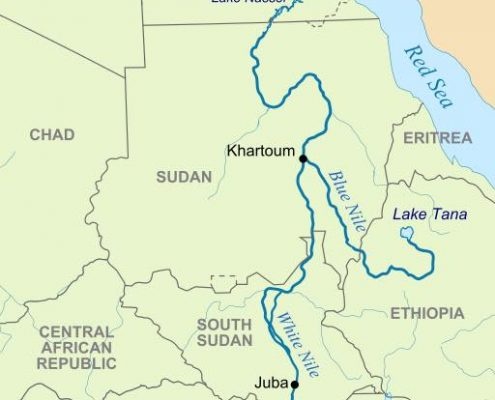 Lake Nasser
Red Sea
CHAD
ERITREA
Khartoum
SUDAN
Blue Nile
Lake Tana
ETHIOPIA
CENTRAL
AFRICAN
REPUBLIC
SOUTH
SUDAN
White Nile
Juba